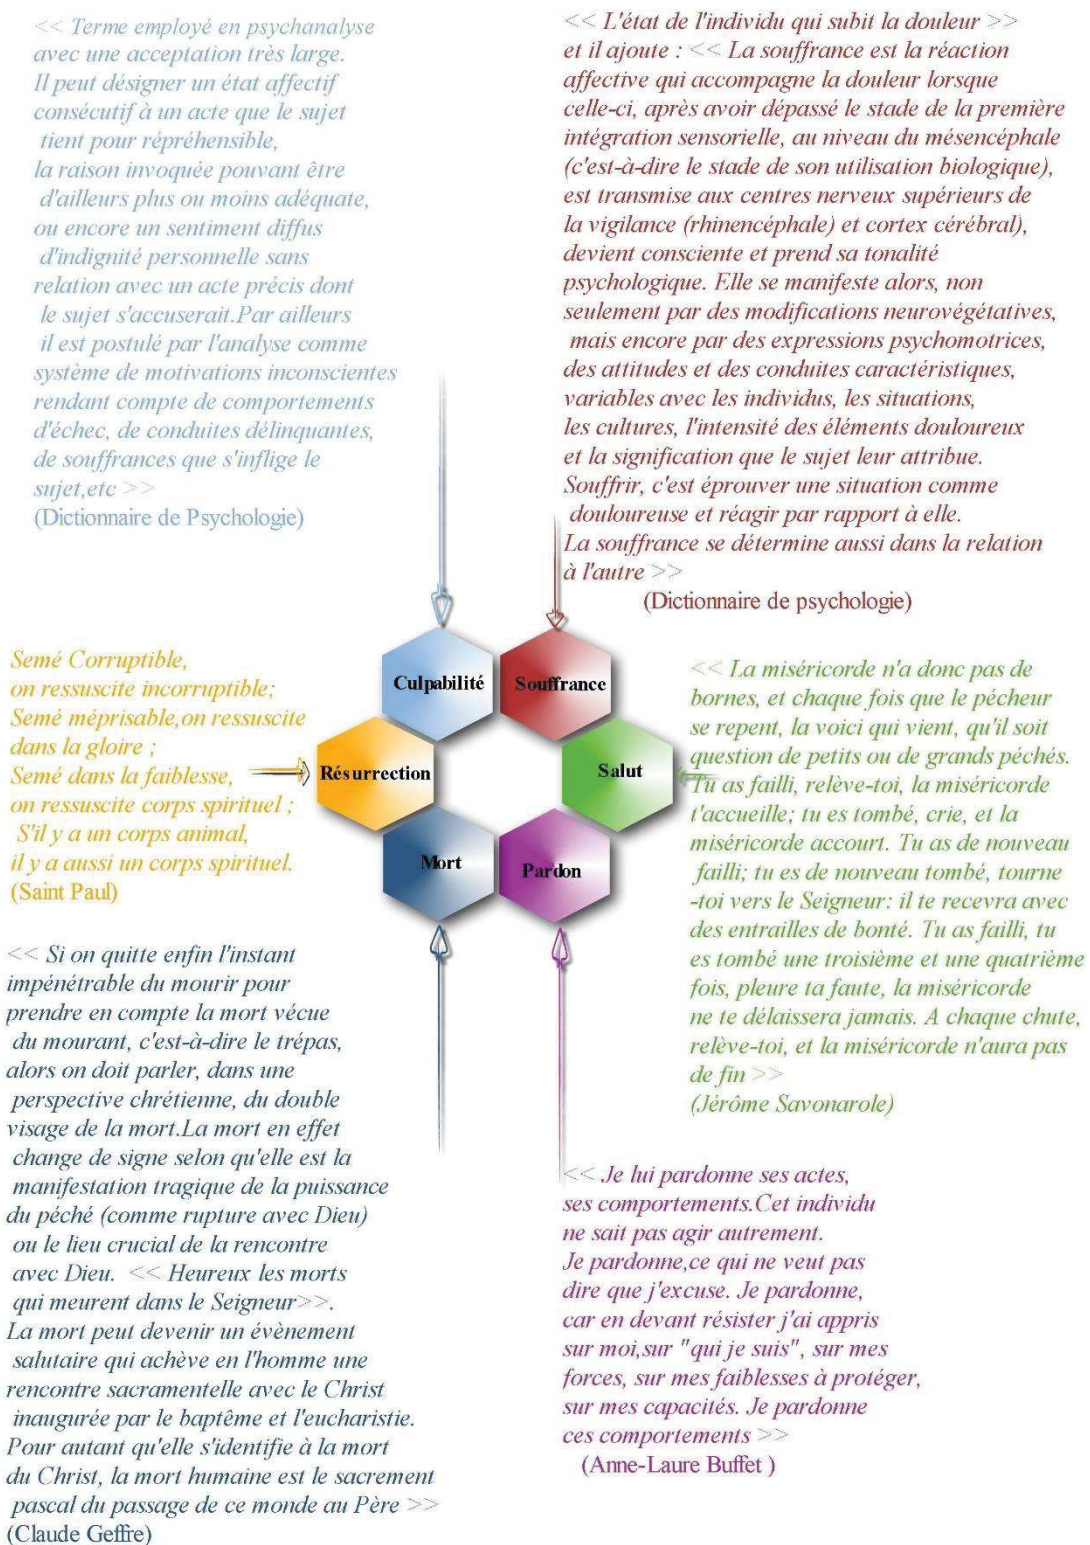 << Terme employé en psychanalyse
avec une acceptation très large.
Il peut désigner un état affectif
consécutif à un acte que le sujet
tient pour répréhensible,
la raison invoquée pouvant être
d'ailleurs plus ou moins adéquate,
ou encore un sentiment diffus
d'indignité personnelle sans
relation avec un acte précis dont
le sujet s'accuserait.Par ailleurs
il est postulé par l'analyse comme
système de motivations inconscientes
rendant compte de comportements
d'échec, de conduites délinquantes,
de souffrances que s'inflige le
sujet,etc >>
(Dictionnaire de Psychologie)
<< L'état de l'individu qui subit la douleur >>
et il ajoute : << La souffrance est la réaction
affective qui accompagne la douleur lorsque
celle-ci, après avoir dépassé le stade de la première
intégration sensorielle, au niveau du mésencéphale
(c'est-à-dire le stade de son utilisation biologique),
est transmise aux centres nerveux supérieurs de
la vigilance (rhinencéphale) et cortex cérébral),
devient consciente et prend sa tonalité
psychologique. Elle se manifeste alors, non
seulement par des modifications neurovégétatives,
mais encore par des expressions psychomotrices,
des attitudes et des conduites caractéristiques,
variables avec les individus, les situations,
les cultures, l'intensité des éléments douloureux
et la signification que le sujet leur attribue.
Souffrir, c'est éprouver une situation comme
douloureuse et réagir par rapport à elle.
La souffrance se détermine aussi dans la relation
à l'autre >>
(Dictionnaire de psychologie)
Culpabilité
Souffrance
Résurrection
Salut
Mort
Pardon
Semé Corruptible,
on ressuscite incorruptible;
Semé méprisable,on ressuscite
dans la gloire ;
Semé dans la faiblesse,
on ressuscite corps spirituel ;
S'il y a un corps animal,
il y a aussi un corps spirituel.
(Saint Paul)
<< La miséricorde n'a donc pas de
bornes, et chaque fois que le pécheur
se repent, la voici qui vient, qu'il soit
question de petits ou de grands péchés.
Tu as failli, relève-toi, la miséricorde
t'accueille; tu es tombé, crie, et la
miséricorde accourt. Tu as de nouveau
failli; tu es de nouveau tombé, tourne
-toi vers le Seigneur: il te recevra avec
des entrailles de bonté. Tu as failli, tu
es tombé une troisième et une quatrième
fois, pleure ta faute, la miséricorde
ne te délaissera jamais. A chaque chute,
relève-toi, et la miséricorde n'aura pas
de fin >>
(Jérôme Savonarole)
<< Si on quitte enfin l'instant
impénétrable du mourir pour
prendre en compte la mort vécue
du mourant, c'est-à-dire le trépas,
alors on doit parler, dans une
perspective chrétienne, du double
visage de la mort.La mort en effet
change de signe selon qu'elle est la
manifestation tragique de la puissance
du péché (comme rupture avec Dieu)
ou le lieu crucial de la rencontre
avec Dieu. << Heureux les morts
qui meurent dans le Seigneur>>.
La mort peut devenir un évènement
salutaire qui achève en l'homme une
rencontre sacramentelle avec le Christ
inaugurée par le baptême et l'eucharistie.
Pour autant qu'elle s'identifie à la mort
du Christ, la mort humaine est le sacrement
pascal du passage de ce monde au Père >>
(Claude Geffre)
<< Je lui pardonne ses actes,
ses comportements.Cet individu
ne sait pas agir autrement.
Je pardonne,ce qui ne veut pas
dire que j'excuse. Je pardonne,
car en devant résister j'ai appris
sur moi,sur "qui je suis", sur mes
forces, sur mes faiblesses à protéger,
sur mes capacités. Je pardonne
ces comportements >>
(Anne-Laure Buffet )